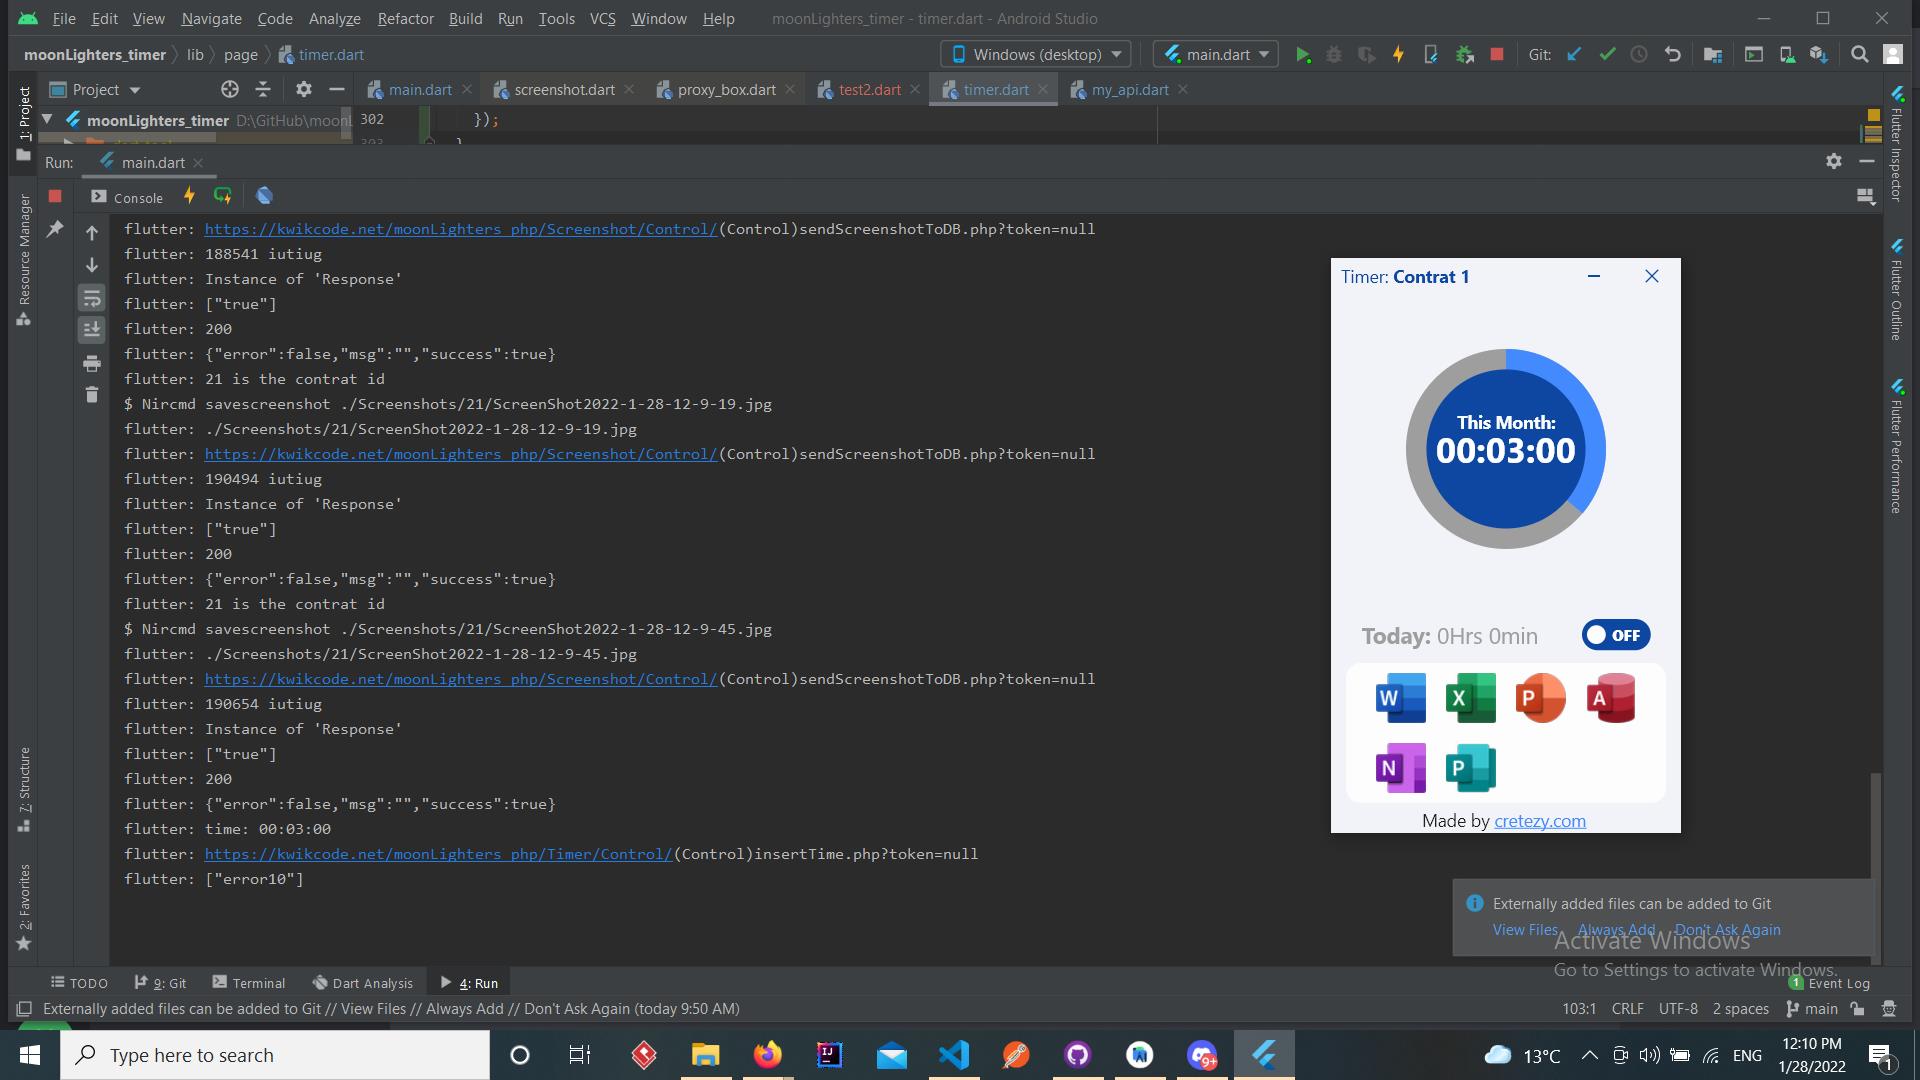 File Edit View Navigate Code Analyze Refactor Build Run Tools VCS Window Help moonLighters_timer - timer.dart - Android Studio
moonLighters_timer lib page timer.dart Windows (desktop) main.dart Git:
Project main.dart screenshot.dart proxy_box.dart test2.dart timer.dart my_api.dart
moonLighters_timer D:\GitHub\moonL 302 });
Run: main.dart
Console
flutter: https://kwikcode.net/moonLighters_php/Screenshot/Control/(Control)sendScreenshotToDB.php?token=null
flutter: 188541 iutiug
flutter: Instance of 'Response'
flutter: ["true"]
flutter: 200
flutter: {"error":false,"msg":"","success":true}
flutter: 21 is the contrat id
$ Nircmd savescreenshot ./Screenshots/21/ScreenShot2022-1-28-12-9-19.jpg
flutter: ./Screenshots/21/ScreenShot2022-1-28-12-9-19.jpg
flutter: https://kwikcode.net/moonLighters_php/Screenshot/Control/(Control)sendScreenshotToDB.php?token=null
flutter: 190494 iutiug
flutter: Instance of 'Response'
flutter: ["true"]
flutter: 200
flutter: {"error":false,"msg":"","success":true}
flutter: 21 is the contrat id
$ Nircmd savescreenshot ./Screenshots/21/ScreenShot2022-1-28-12-9-45.jpg
flutter: ./Screenshots/21/ScreenShot2022-1-28-12-9-45.jpg
flutter: https://kwikcode.net/moonLighters_php/Screenshot/Control/(Control)sendScreenshotToDB.php?token=null
flutter: 190654 iutiug
flutter: Instance of 'Response'
flutter: ["true"]
flutter: 200
flutter: {"error":false,"msg":"","success":true}
flutter: time: 00:03:00
flutter: https://kwikcode.net/moonLighters_php/Timer/Control/(Control)insertTime.php?token=null
flutter: ["error10"]
Timer: Contrat 1
This Month:
00:03:00
Today: 0Hrs 0min OFF
W X P A
N P
Made by cretezy.com
Externally added files can be added to Git
View Files Always Add Don't Ask Again
Activate Windows
Go to Settings to activate Windows.
1: Project
Resource Manager
7: Structure
2: Favorites
Flutter Inspector
Flutter Outline
Flutter Performance
TODO 9: Git Terminal Dart Analysis 4: Run 1 Event Log
Externally added files can be added to Git // View Files // Always Add // Don't Ask Again (today 9:50 AM) 103:1 CRLF UTF-8 2 spaces main
Type here to search IJ 9+ 13°C ENG 12:10 PM
1/28/2022 1